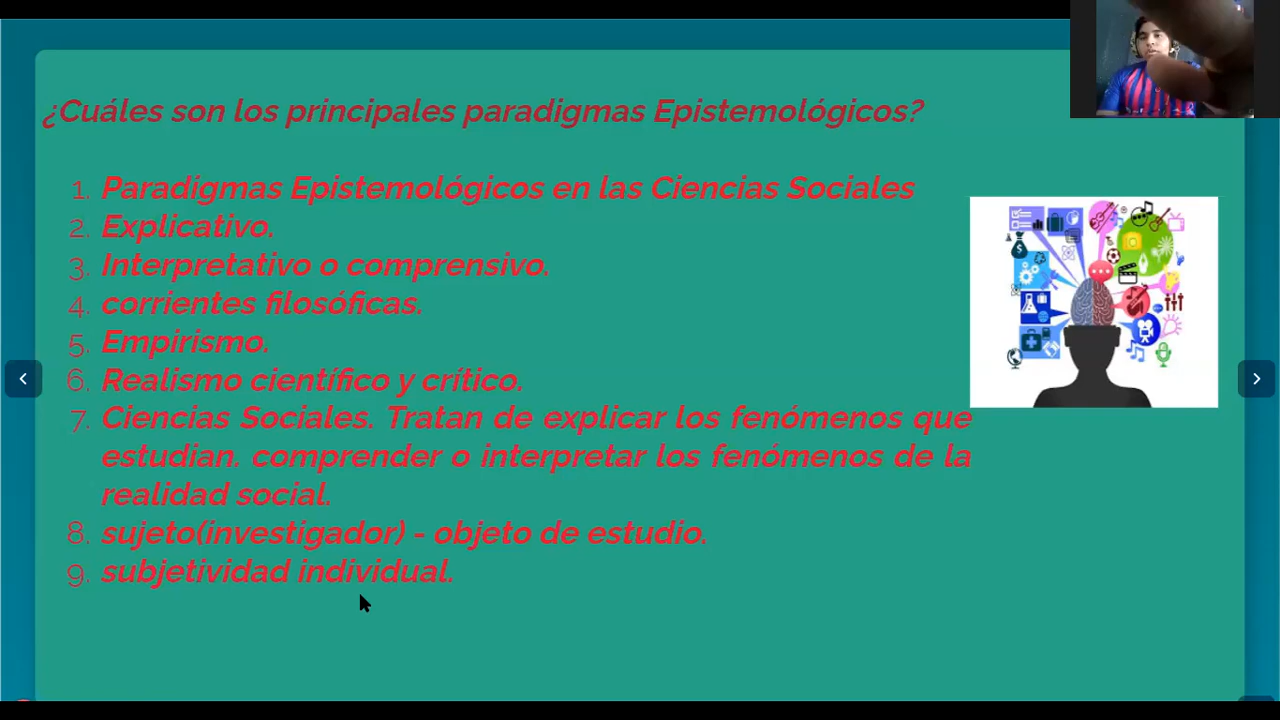 ¿Cuáles son los principales paradigmas Epistemológicos?
1. Paradigmas Epistemológicos en las Ciencias Sociales
2. Explicativo.
3. Interpretativo o comprensivo.
4. corrientes filosóficas.
5. Empirismo.
6. Realismo científico y crítico.
7. Ciencias Sociales. Tratan de explicar los fenómenos que
estudian. comprender o interpretar los fenómenos de la
realidad social.
8. sujeto(investigador) - objeto de estudio.
9. subjetividad individual.